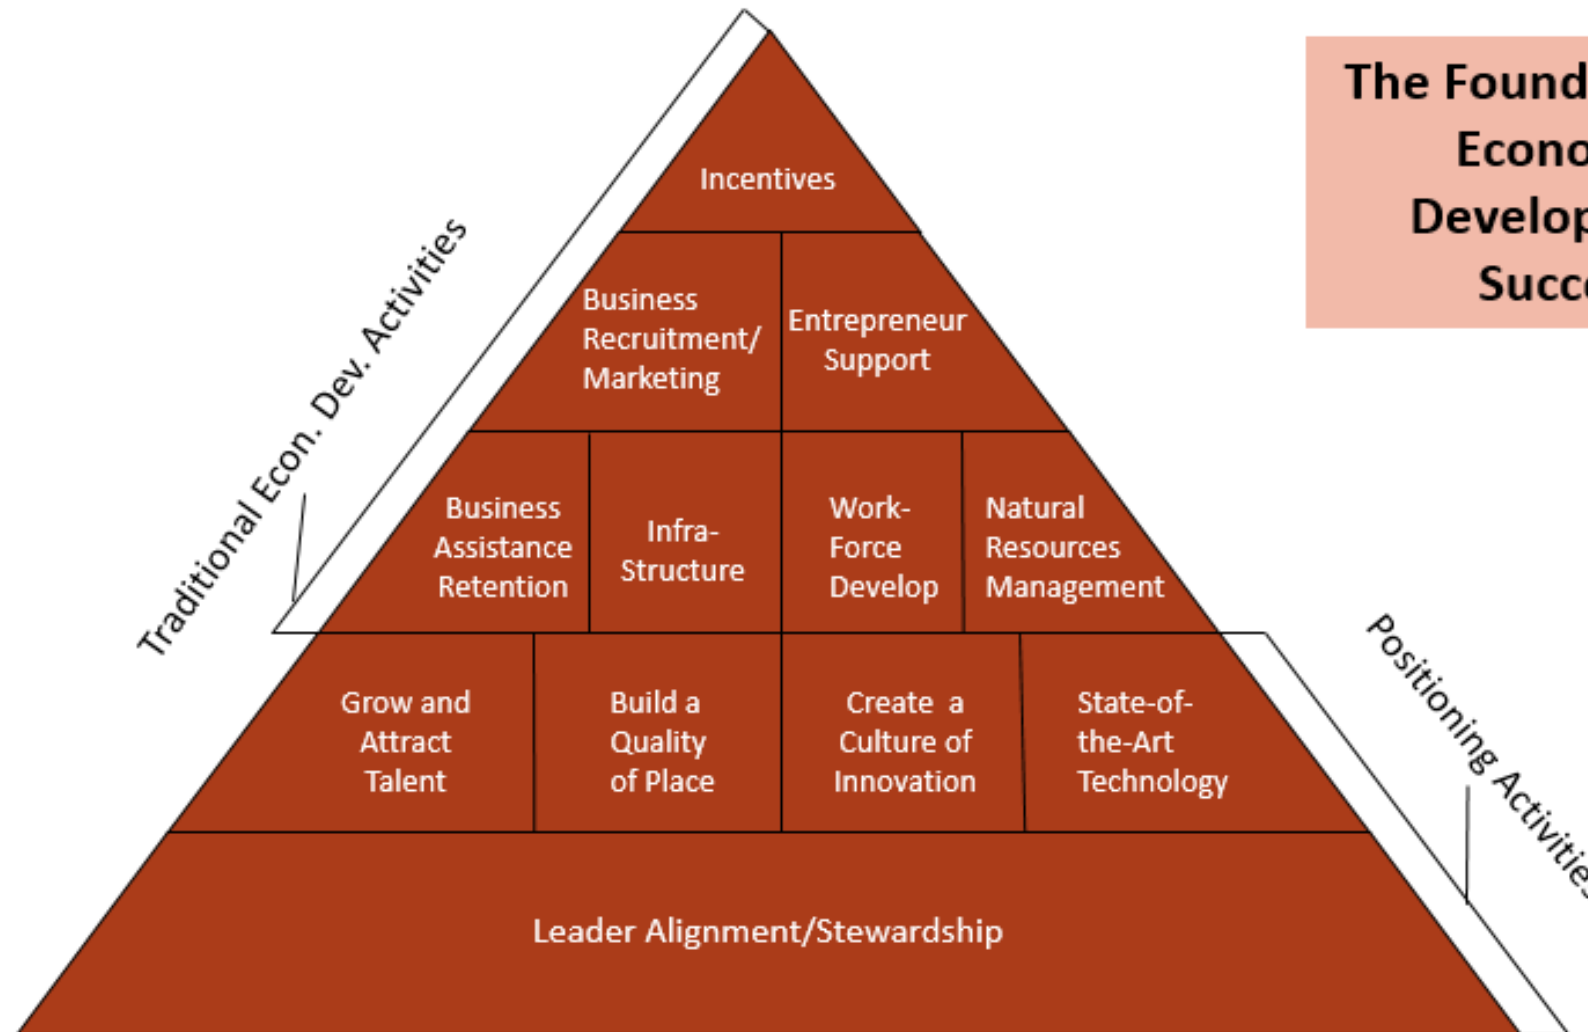 The Found
Econo
Develop
Succe
Incentives
Business
Recruitment/
Marketing
Entrepreneur
Support
Traditional Econ. Dev. Activities
Business
Assistance
Retention
Infra-
Structure
Work-
Force
Develop
Natural
Resources
Management
Grow and
Attract
Talent
Build a
Quality
of Place
Create a
Culture of
Innovation
State-of-
the-Art
Technology
Positioning Activities
Leader Alignment/Stewardship